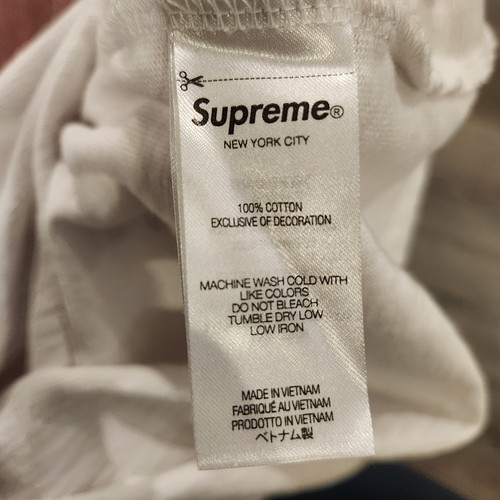 Supreme®
NEW YORK CITY
100% COTTON
EXCLUSIVE OF DECORATION
MACHINE WASH COLD WITH
LIKE COLORS
DO NOT BLEACH
TUMBLE DRY LOW
LOW IRON
MADE IN VIETNAM
FABRIQUÉ AU VIETNAM
PRODOTTO IN VIETNAM
ベトナム製